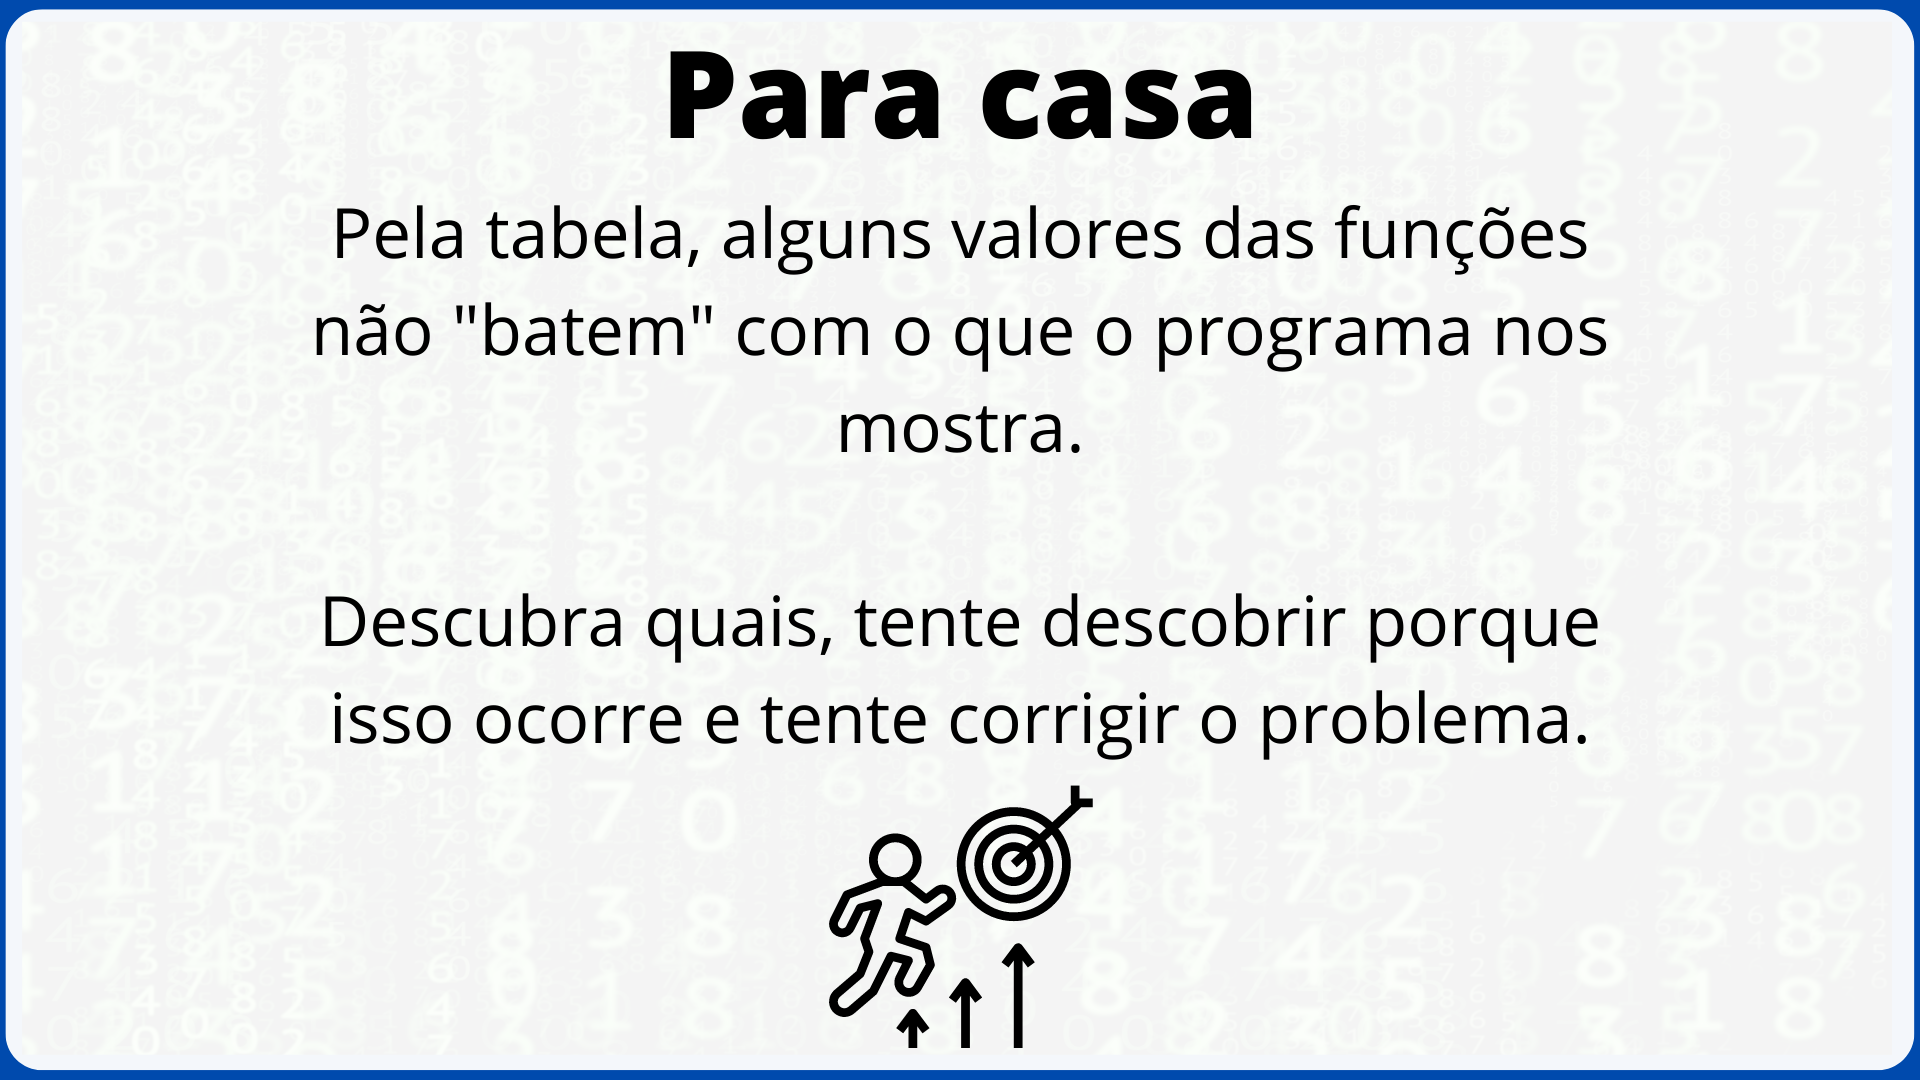 Para casa
Pela tabela, alguns valores das funções
não "batem" com o que o programa nos
mostra.
Descubra quais, tente descobrir porque
isso ocorre e tente corrigir o problema.